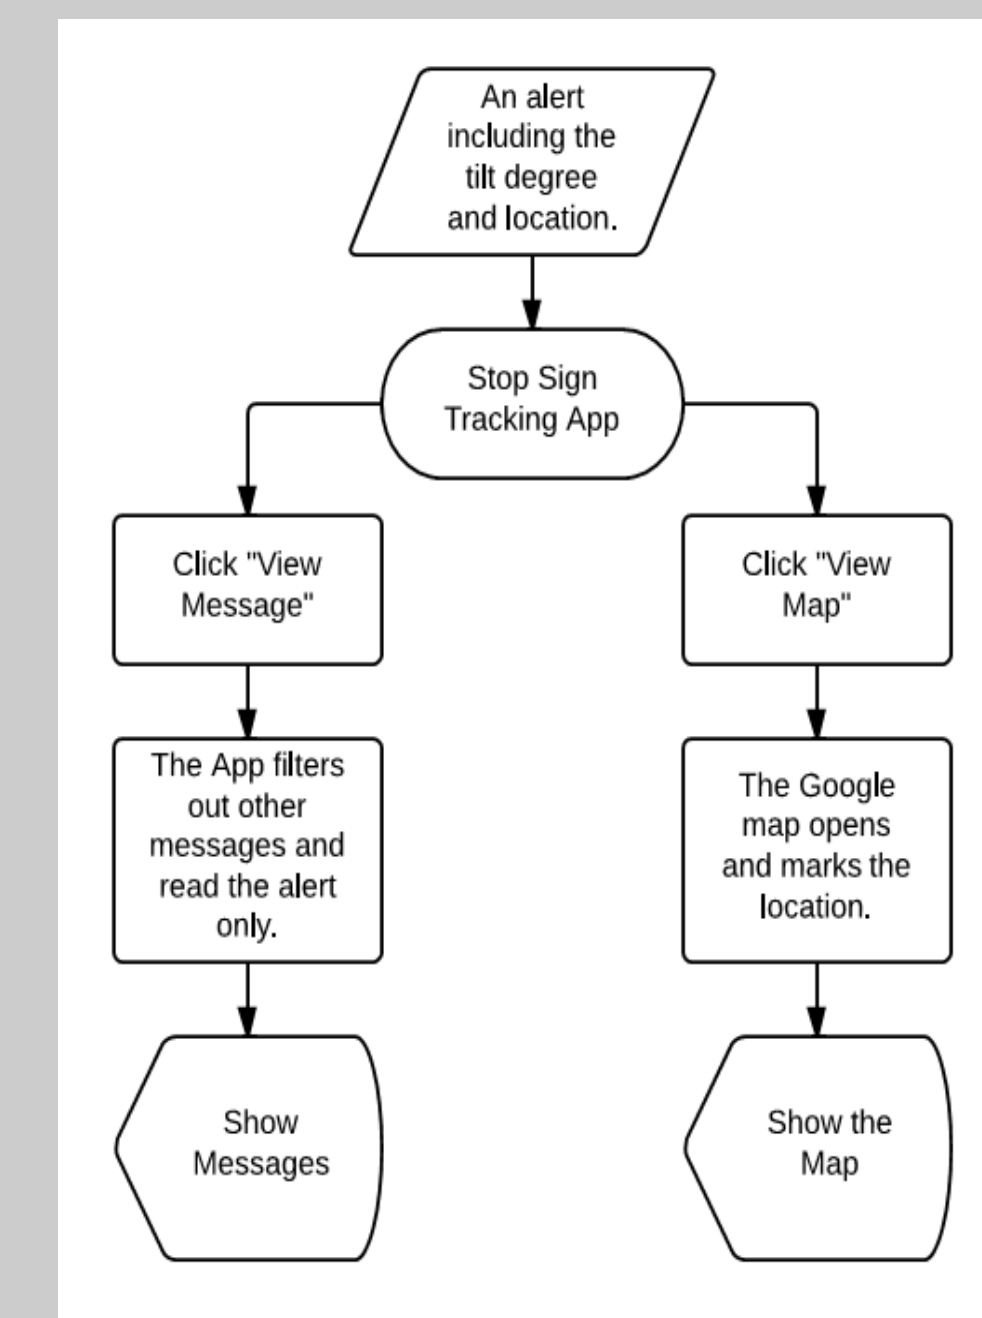 An alert
including the
tilt degree
and location.
Stop Sign
Tracking App
Click "View
Message"
Click "View
Map"
The App filters
out other
messages and
read the alert
only.
The Google
map opens
and marks the
location.
Show
Messages
Show the
Map